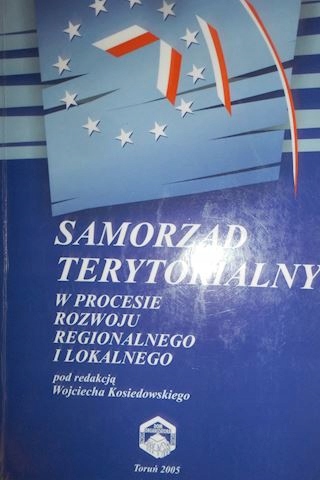 SAMORZĄD
TERYTORIALNY
W PROCESIE
ROZWOJU
REGIONALNEGO
I LOKALNEGO
pod redakcją
Wojciecha Kosiedowskiego
Toruń 2005